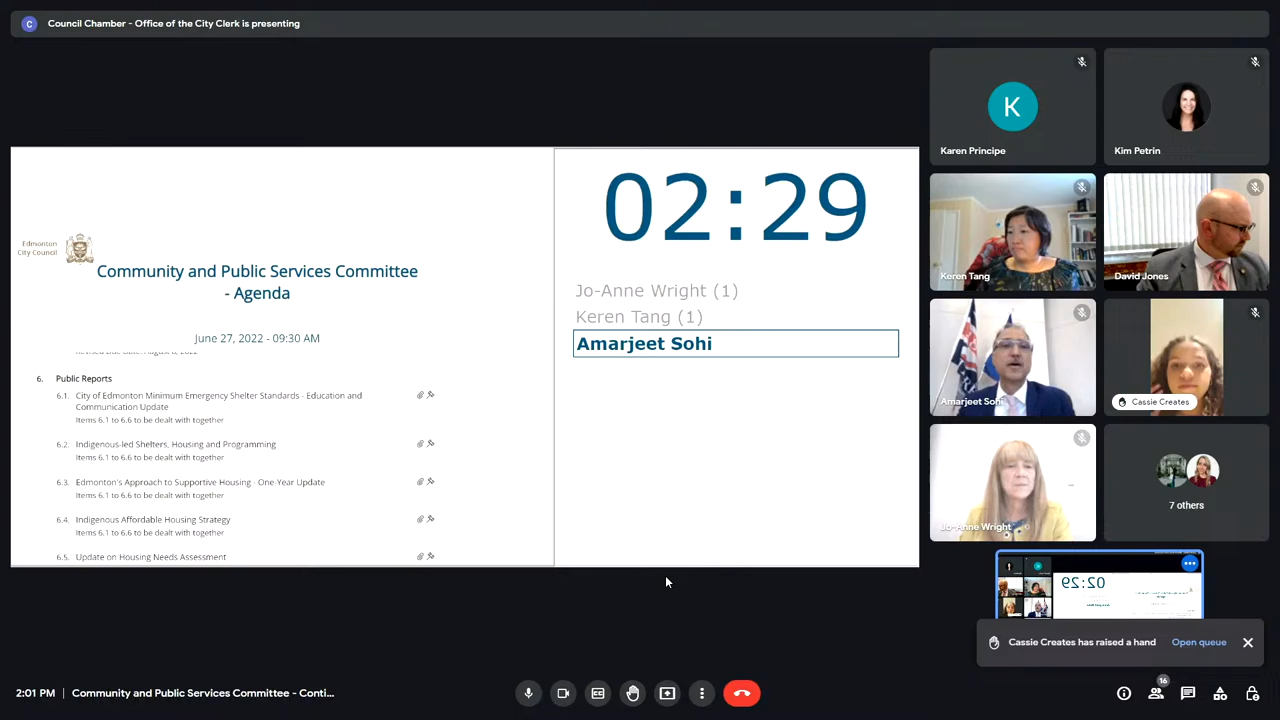 C
Council Chamber - Office of the City Clerk is presenting
Edmonton
City Council
Community and Public Services Committee
- Agenda
June 27, 2022 - 09:30 AM
Revised Due Date: August 8, 2022
6. Public Reports
6.1. City of Edmonton Minimum Emergency Shelter Standards - Education and
Communication Update
Items 6.1 to 6.6 to be dealt with together
6.2. Indigenous-led Shelters, Housing and Programming
Items 6.1 to 6.6 to be dealt with together
6.3. Edmonton's Approach to Supportive Housing - One-Year Update
Items 6.1 to 6.6 to be dealt with together
6.4. Indigenous Affordable Housing Strategy
Items 6.1 to 6.6 to be dealt with together
6.5. Update on Housing Needs Assessment
02:29
Jo-Anne Wright (1)
Keren Tang (1)
Amarjeet Sohi
K
Karen Principe
Kim Petrin
Keren Tang
David Jones
Amarjeet Sohi
Cassie Creates
Jo-Anne Wright
7 others
02:29
Cassie Creates has raised a hand
Open queue
2:01 PM | Community and Public Services Committee - Conti...
16